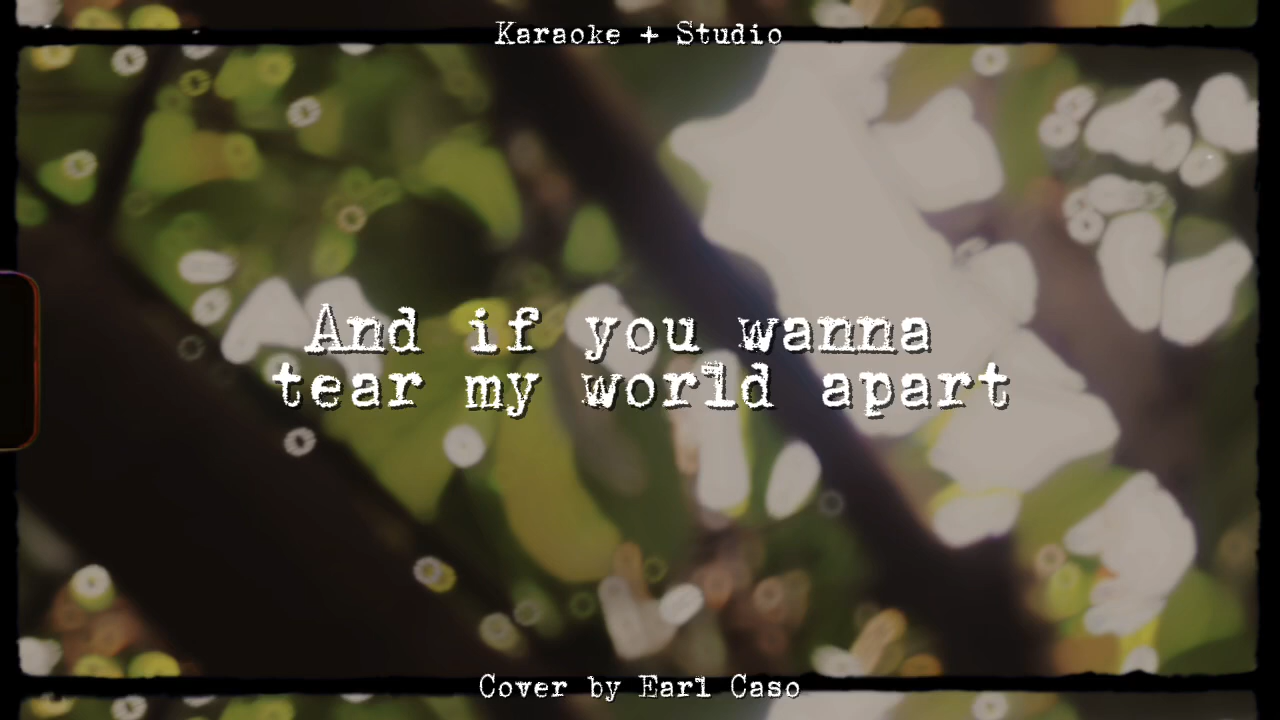 Karaoke + Studio
And if you wanna
tear my world apart
Cover by Earl Caso